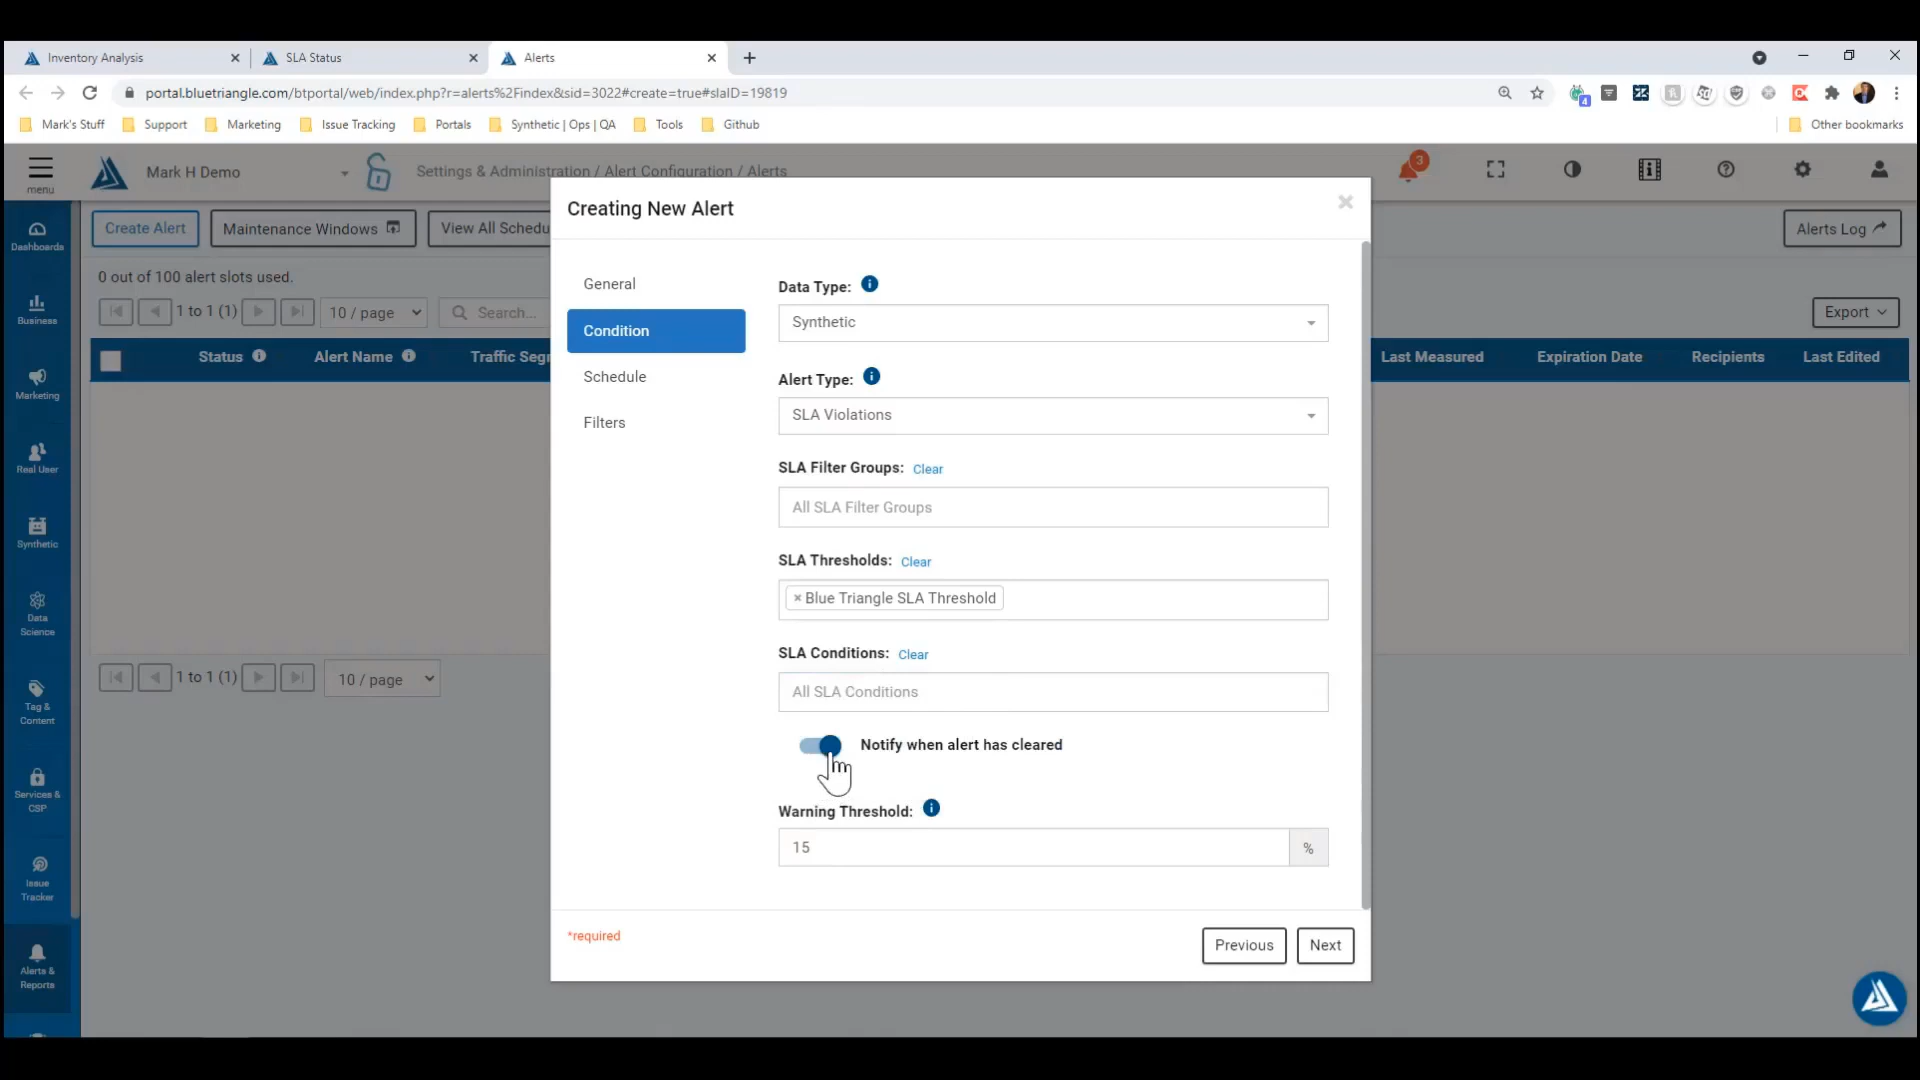 Inventory Analysis
SLA Status
Alerts
portal.bluetriangle.com/btportal/web/index.php?r=alerts%2Findex&sid=3022#create=true#slaID=19819
4
Mark's Stuff
Support
Marketing
Issue Tracking
Portals
Synthetic | Ops | QA
Tools
Github
Other bookmarks
menu
Mark H Demo
Settings & Administration / Alert Configuration / Alerts
3
Dashboards
Business
Marketing
Real User
Synthetic
Data
Science
Tag &
Content
Services &
CSP
Issue
Tracker
Alerts &
Reports
Create Alert
Maintenance Windows
View All Schedu
Alerts Log
0 out of 100 alert slots used.
1 to 1 (1)
10 / page
Search...
Export
Status
Alert Name
Traffic Seg
Last Measured
Expiration Date
Recipients
Last Edited
1 to 1 (1)
10 / page
Creating New Alert
General
Condition
Schedule
Filters
Data Type:
Synthetic
Alert Type:
SLA Violations
SLA Filter Groups: Clear
All SLA Filter Groups
SLA Thresholds: Clear
× Blue Triangle SLA Threshold
SLA Conditions: Clear
All SLA Conditions
Notify when alert has cleared
Warning Threshold:
15
%
*required
Previous
Next